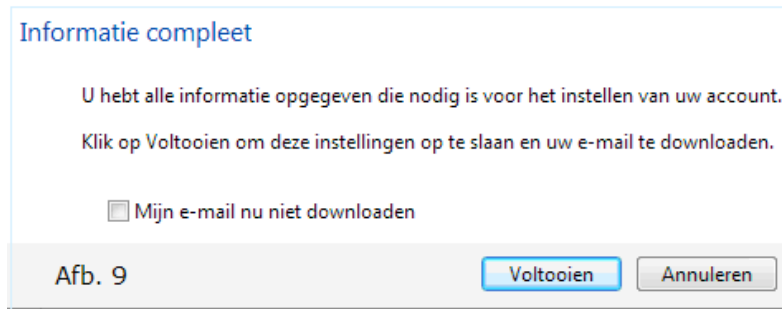 Informatie compleet
U hebt alle informatie opgegeven die nodig is voor het instellen van uw account.
Klik op Voltooien om deze instellingen op te slaan en uw e-mail te downloaden.
Mijn e-mail nu niet downloaden
Afb. 9 Voltooien Annuleren